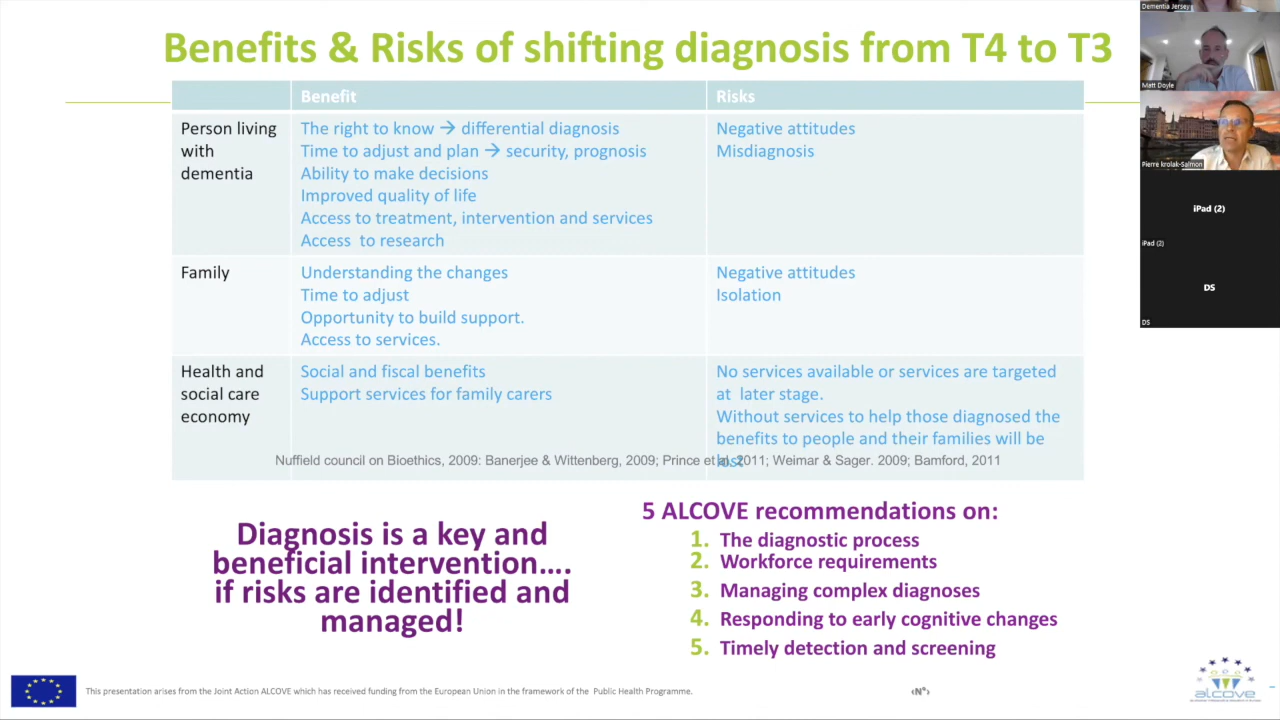 Benefits & Risks of shifting diagnosis from T4 to T3
Benefit
Risks
Person living
with
dementia
The right to know → differential diagnosis
Time to adjust and plan → security, prognosis
Ability to make decisions
Improved quality of life
Access to treatment, intervention and services
Access to research
Negative attitudes
Misdiagnosis
Family
Understanding the changes
Time to adjust
Opportunity to build support.
Access to services.
Negative attitudes
Isolation
Health and
social care
economy
Social and fiscal benefits
Support services for family carers
No services available or services are targeted
at later stage.
Without services to help those diagnosed the
benefits to people and their families will be
lost
Nuffield council on Bioethics, 2009: Banerjee & Wittenberg, 2009; Prince et al, 2011; Weimar & Sager. 2009; Bamford, 2011
Diagnosis is a key and
beneficial intervention....
if risks are identified and
managed!
5 ALCOVE recommendations on:
1. The diagnostic process
2. Workforce requirements
3. Managing complex diagnoses
4. Responding to early cognitive changes
5. Timely detection and screening
This presentation arises from the Joint Action ALCOVE which has received funding from the European Union in the framework of the Public Health Programme.
‹N°›
alcove
Dementia Jersey
Matt Doyle
Pierre krolak-Salmon
iPad (2)
iPad (2)
DS
DS